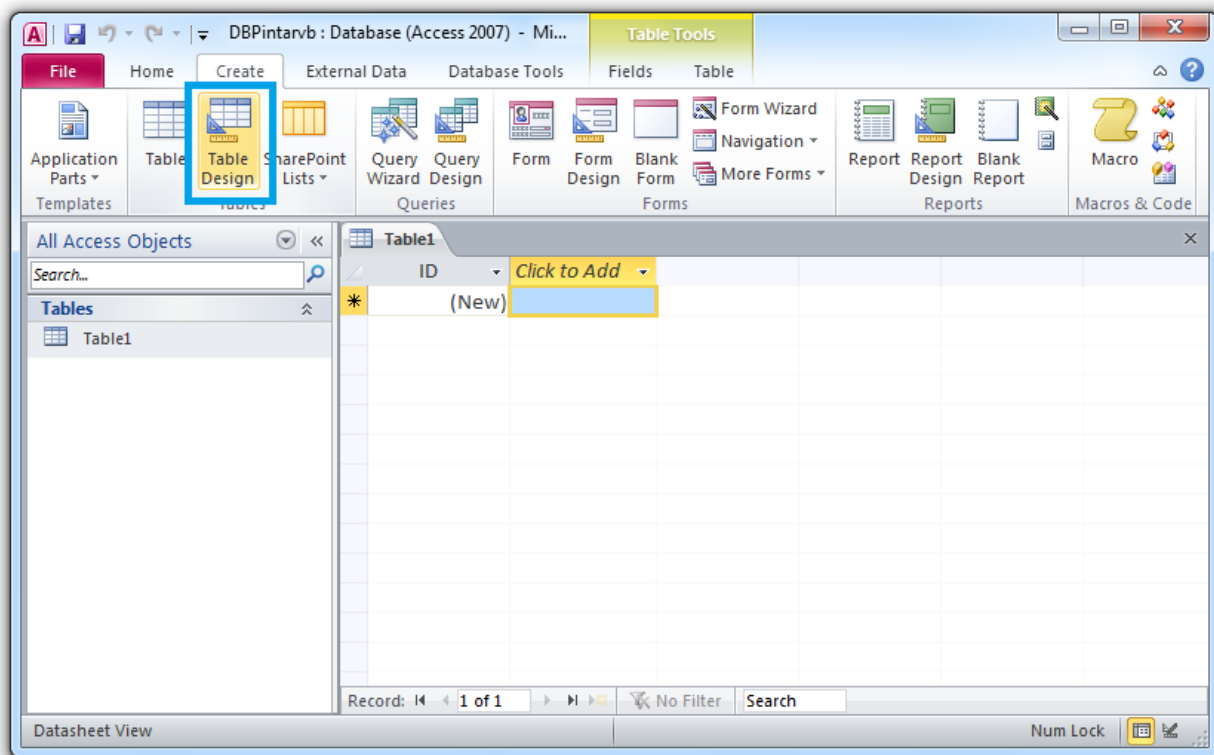 DBPintarvb : Database (Access 2007) - Mi...
Table Tools
File Home Create External Data Database Tools Fields Table
Application Parts
Table
Table Design
SharePoint Lists
Query Wizard
Query Design
Form
Form Design
Blank Form
Form Wizard
Navigation
More Forms
Report
Report Design
Blank Report
Macro
Templates Tables Queries Forms Reports Macros & Code
All Access Objects
Search...
Tables
Table1
Table1
ID Click to Add
(New)
Record: 1 of 1 No Filter Search
Datasheet View Num Lock